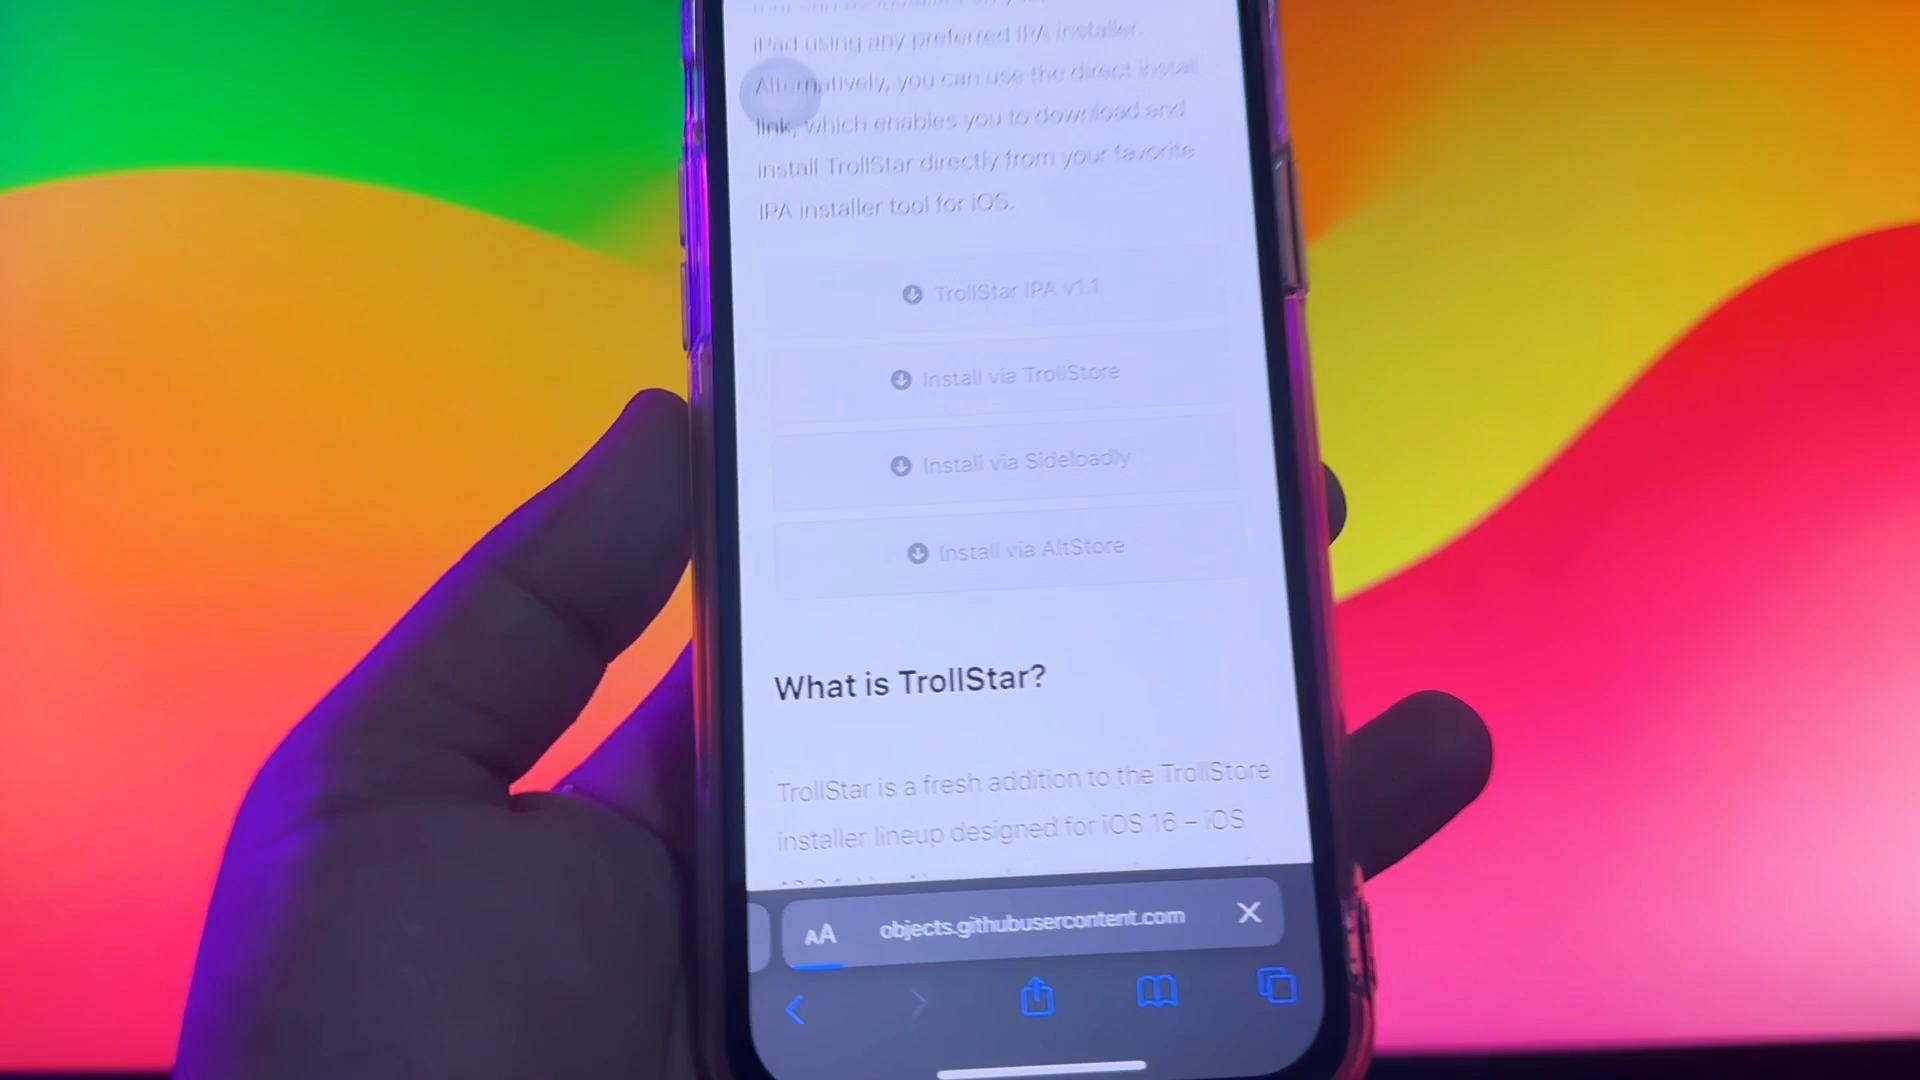 iPad using any preferred IPA installer.
Alternatively, you can use the direct install
link, which enables you to download and
install TrollStar directly from your favorite
IPA installer tool for iOS.
TrollStar IPA v1.1
Install via TrollStore
Install via Sideloadly
Install via AltStore
What is TrollStar?
TrollStar is a fresh addition to the TrollStore
installer lineup designed for iOS 16 – iOS
AA objects.githubusercontent.com